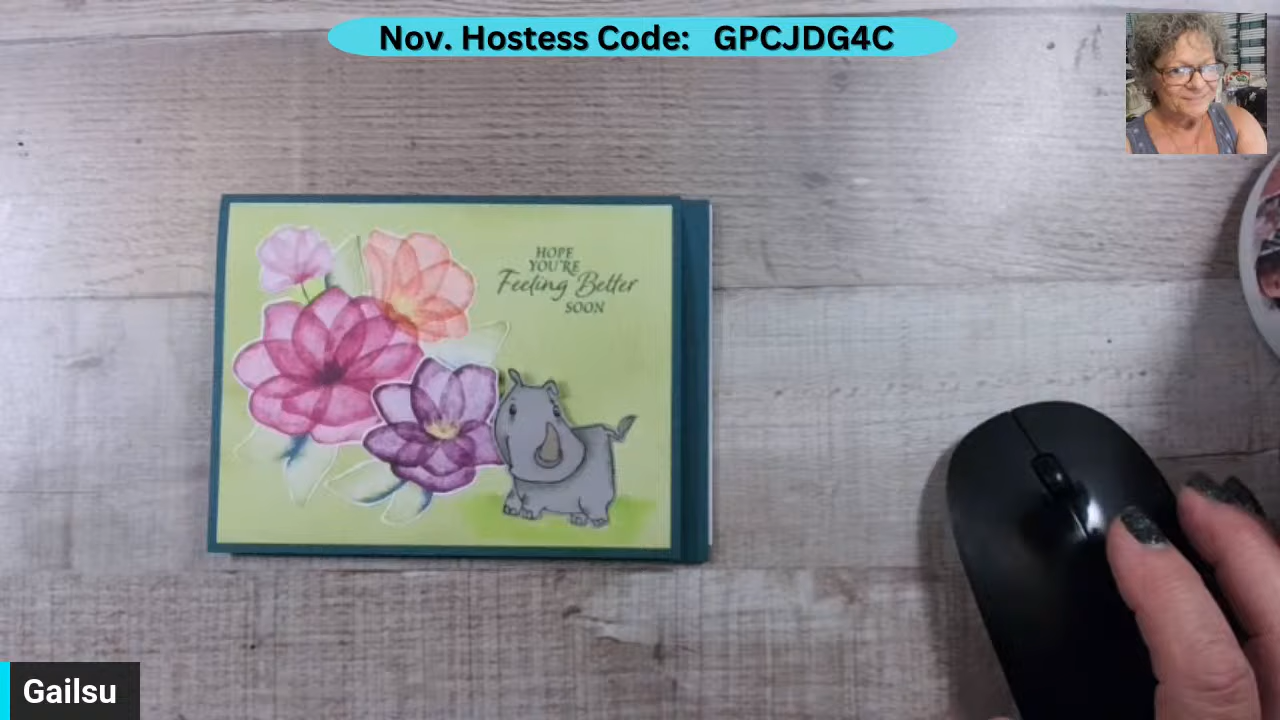 Nov. Hostess Code: GPCJDG4C
HOPE
YOU'RE
Feeling Better
SOON
Gailsu